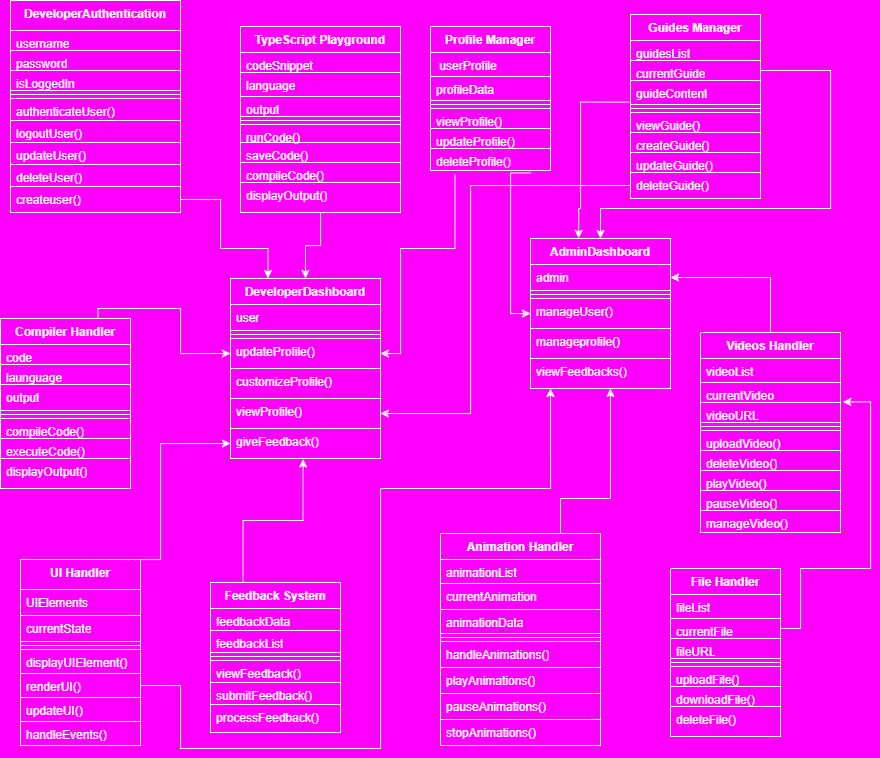 DeveloperAuthentication
username
password
isLoggedIn
authenticateUser()
logoutUser()
updateUser()
deleteUser()
createuser()
TypeScript Playground
codeSnippet
language
output
runCode()
saveCode()
compileCode()
displayOutput()
Profile Manager
userProfile
profileData
viewProfile()
updateProfile()
deleteProfile()
Guides Manager
guidesList
currentGuide
guideContent
viewGuide()
createGuide()
updateGuide()
deleteGuide()
DeveloperDashboard
user
updateProfile()
customizeProfile()
viewProfile()
giveFeedback()
AdminDashboard
admin
manageUser()
manageprofile()
viewFeedbacks()
Compiler Handler
code
launguage
output
compileCode()
executeCode()
displayOutput()
Videos Handler
videoList
currentVideo
videoURL
uploadVideo()
deleteVideo()
playVideo()
pauseVideo()
manageVideo()
UI Handler
UIElements
currentState
displayUIElement()
renderUI()
updateUI()
handleEvents()
Feedback System
feedbackData
feedbackList
viewFeedback()
submitFeedback()
processFeedback()
Animation Handler
animationList
currentAnimation
animationData
handleAnimations()
playAnimations()
pauseAnimations()
stopAnimations()
File Handler
fileList
currentFile
fileURL
uploadFile()
downloadFile()
deleteFile()